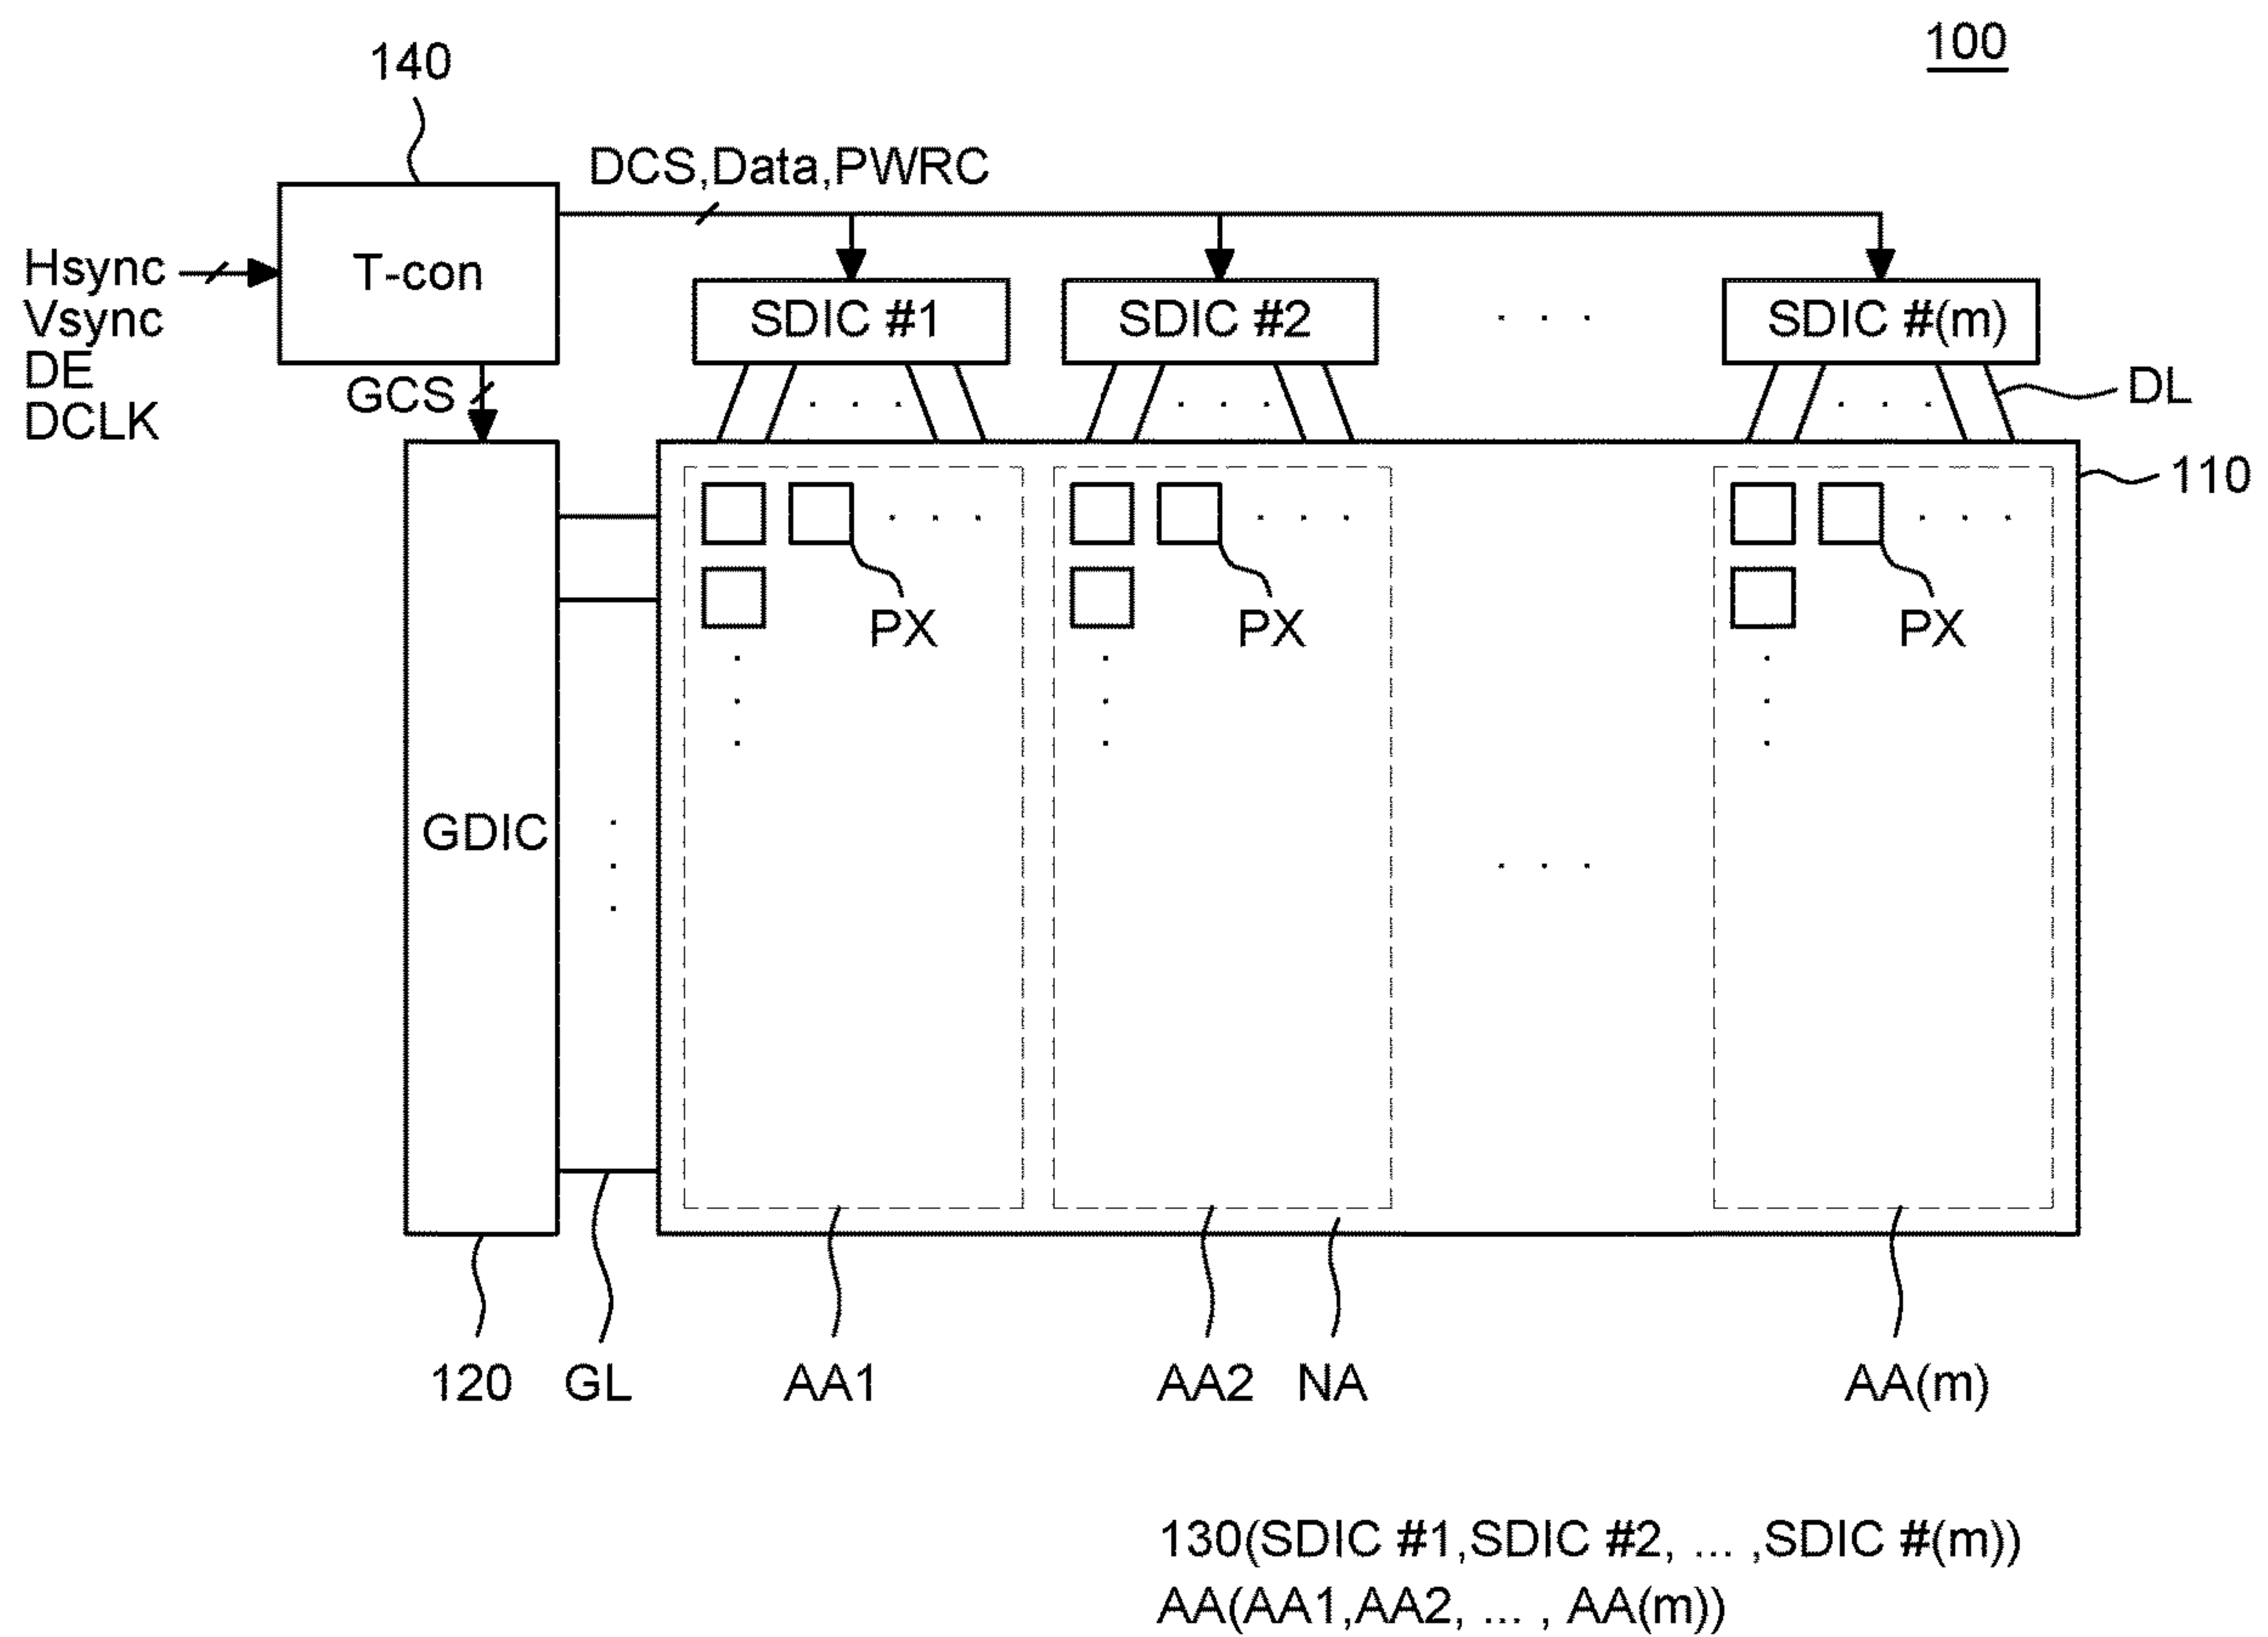 100
140
DCS,Data,PWRC
Hsync
Vsync
DE
DCLK
T-con
SDIC #1
SDIC #2
. . .
SDIC #(m)
GCS
. . .
. . .
. . .
DL
110
. . .
. . .
. . .
PX
PX
PX
GDIC
. . .
120
GL
AA1
AA2
NA
AA(m)
130(SDIC #1,SDIC #2, ... ,SDIC #(m))
AA(AA1,AA2, ... , AA(m))